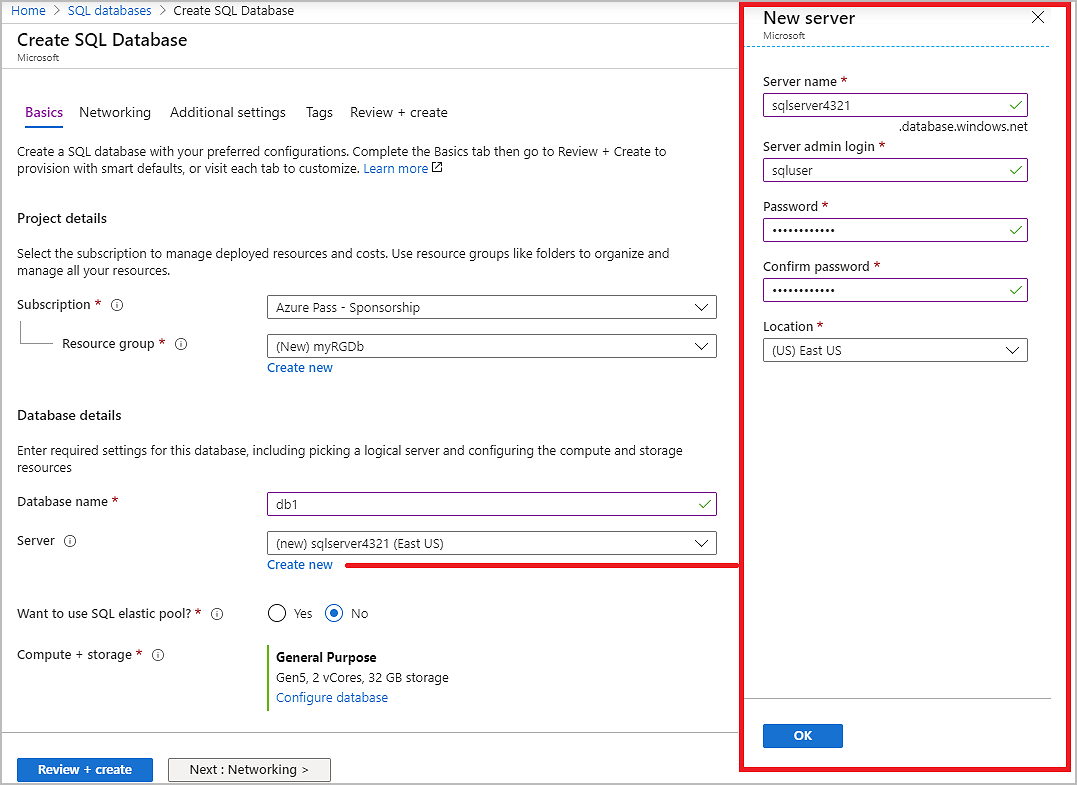 Home > SQL databases > Create SQL Database
Create SQL Database
Microsoft
Basics Networking Additional settings Tags Review + create
Create a SQL database with your preferred configurations. Complete the Basics tab then go to Review + Create to
provision with smart defaults, or visit each tab to customize. Learn more
Project details
Select the subscription to manage deployed resources and costs. Use resource groups like folders to organize and
manage all your resources.
Subscription *
Azure Pass - Sponsorship
Resource group *
(New) myRGDb
Create new
Database details
Enter required settings for this database, including picking a logical server and configuring the compute and storage
resources
Database name *
db1
Server
(new) sqlserver4321 (East US)
Create new
Want to use SQL elastic pool? *
Yes No
Compute + storage *
General Purpose
Gen5, 2 vCores, 32 GB storage
Configure database
Review + create
Next : Networking >
New server
Microsoft
Server name *
sqlserver4321
.database.windows.net
Server admin login *
sqluser
Password *
••••••••••••
Confirm password *
••••••••••••
Location *
(US) East US
OK